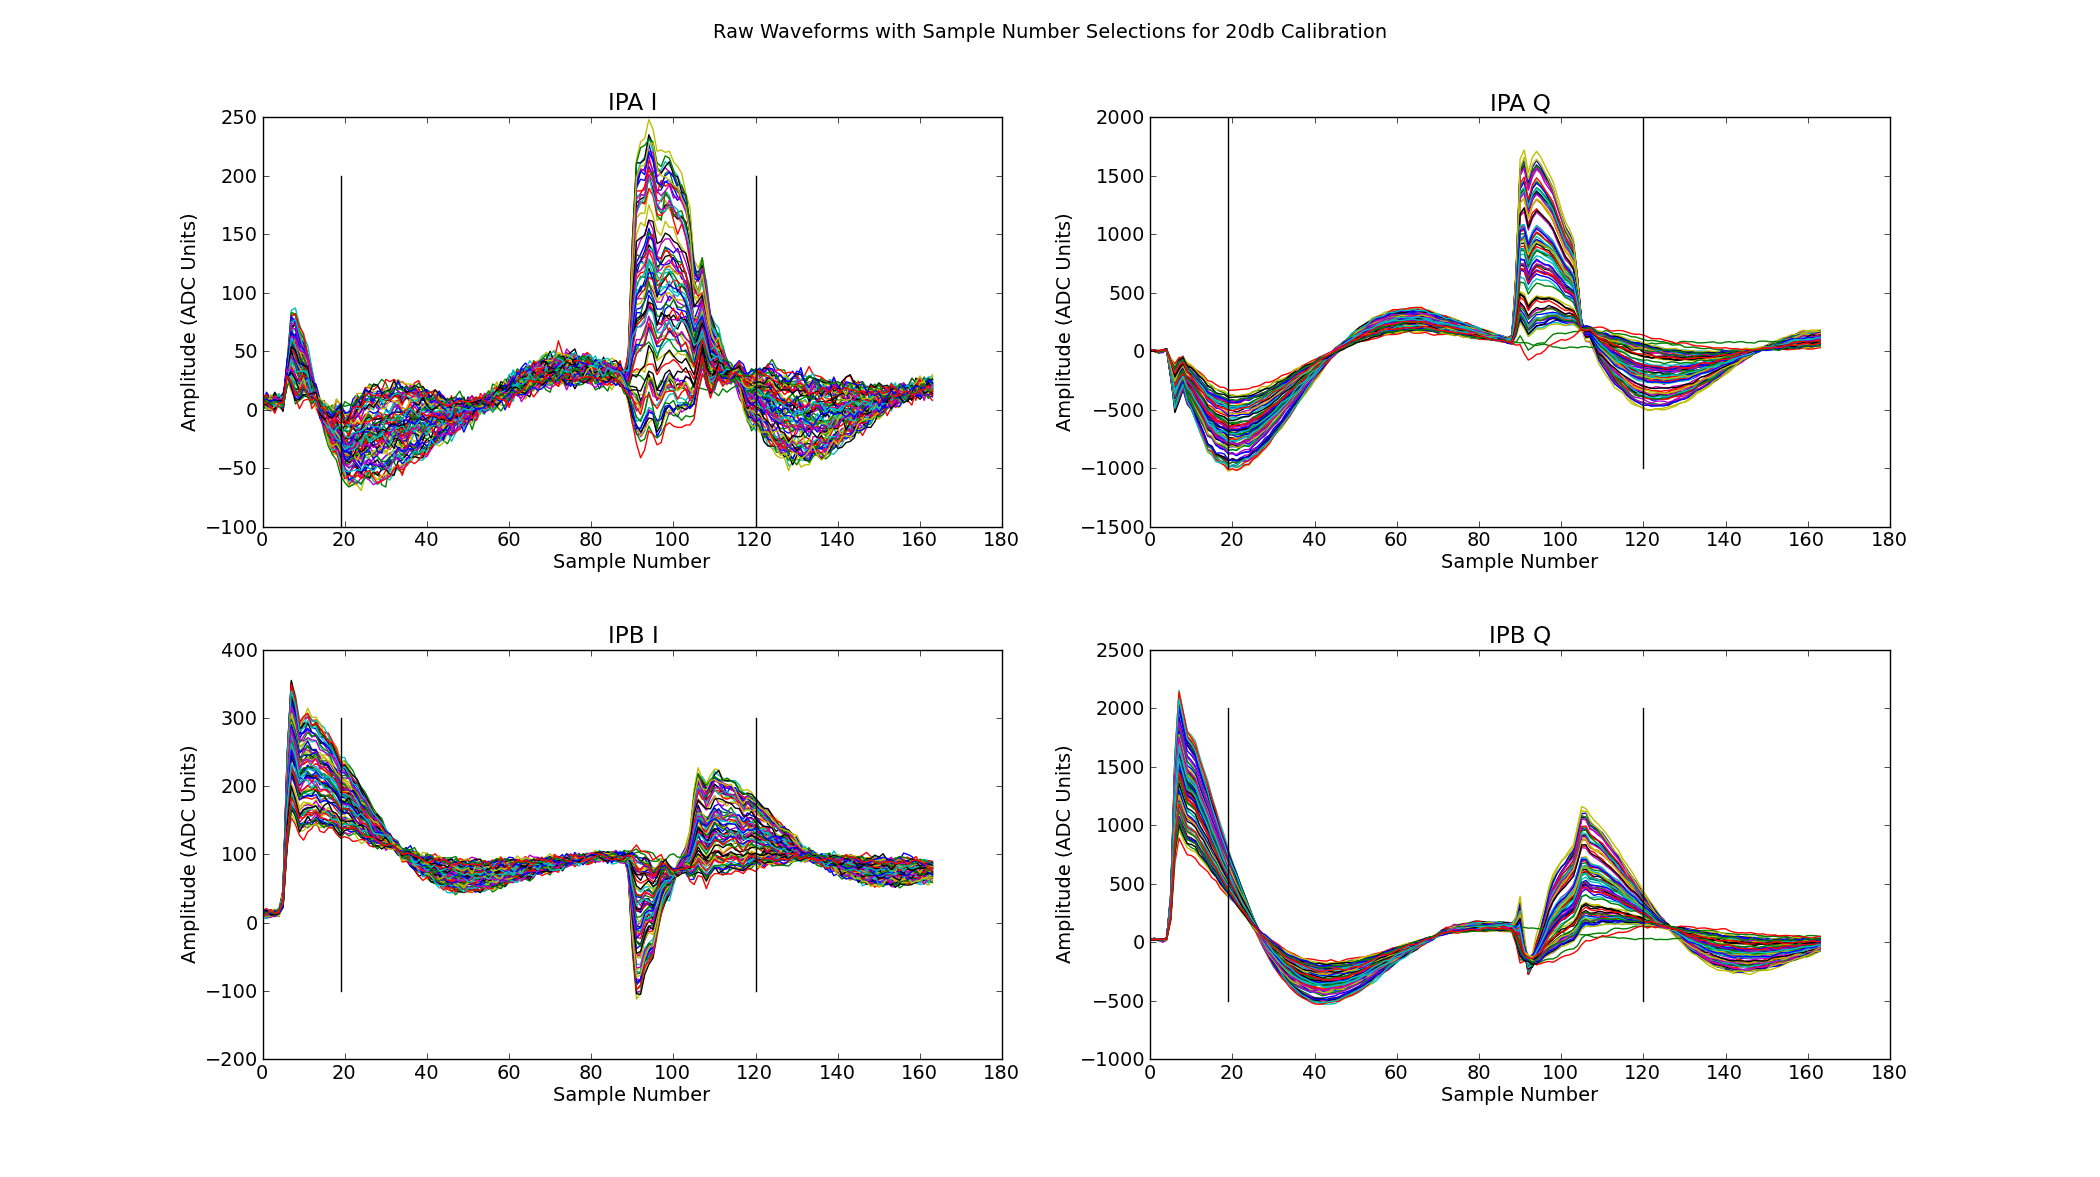 Raw Waveforms with Sample Number Selections for 20db Calibration
IPA I
250
200
150
100
50
0
−50
−100
Amplitude (ADC Units)
0 20 40 60 80 100 120 140 160 180
Sample Number
IPA Q
2000
1500
1000
500
0
−500
−1000
−1500
Amplitude (ADC Units)
0 20 40 60 80 100 120 140 160 180
Sample Number
IPB I
400
300
200
100
0
−100
−200
Amplitude (ADC Units)
0 20 40 60 80 100 120 140 160 180
Sample Number
IPB Q
2500
2000
1500
1000
500
0
−500
−1000
Amplitude (ADC Units)
0 20 40 60 80 100 120 140 160 180
Sample Number